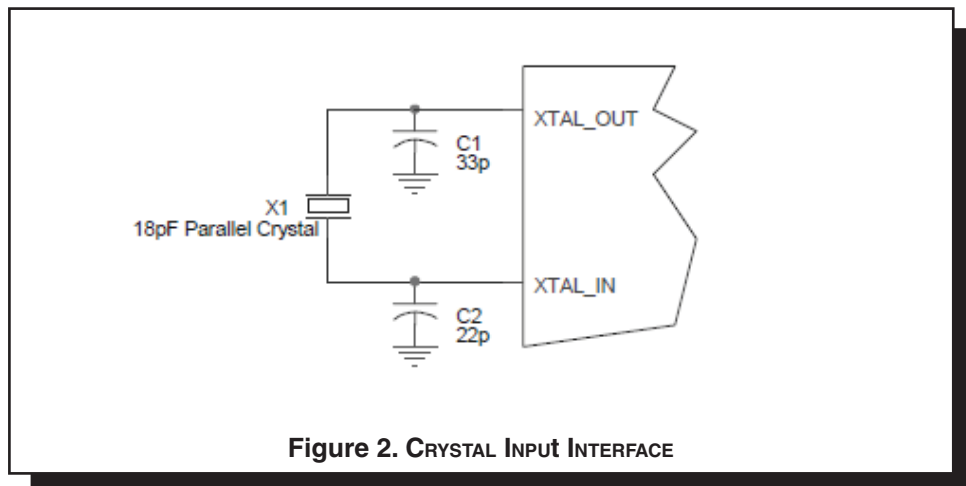 XTAL_OUT
C1
33p
X1
18pF Parallel Crystal
XTAL_IN
C2
22p
Figure 2. CRYSTAL INPUt INTERFACE